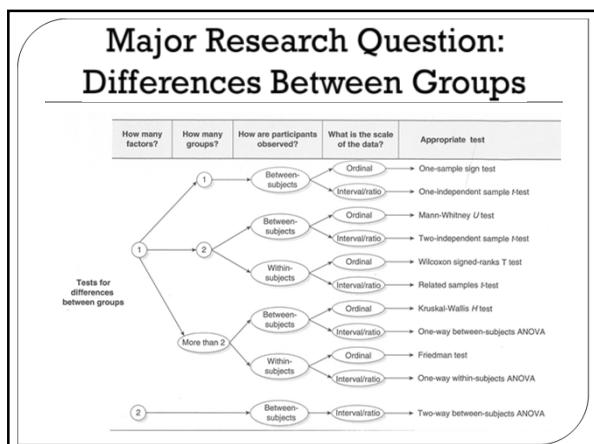 Major Research Question:
Differences Between Groups
How many factors? How many groups? How are participants observed? What is the scale of the data? Appropriate test
Tests for differences between groups
1
1
Between-subjects
Ordinal
One-sample sign test
Interval/ratio
One-independent sample t-test
2
Between-subjects
Ordinal
Mann-Whitney U test
Interval/ratio
Two-independent sample t-test
Within-subjects
Ordinal
Wilcoxon signed-ranks T test
Interval/ratio
Related samples t-test
More than 2
Between-subjects
Ordinal
Kruskal-Wallis H test
Interval/ratio
One-way between-subjects ANOVA
Within-subjects
Ordinal
Friedman test
Interval/ratio
One-way within-subjects ANOVA
2
Between-subjects
Interval/ratio
Two-way between-subjects ANOVA